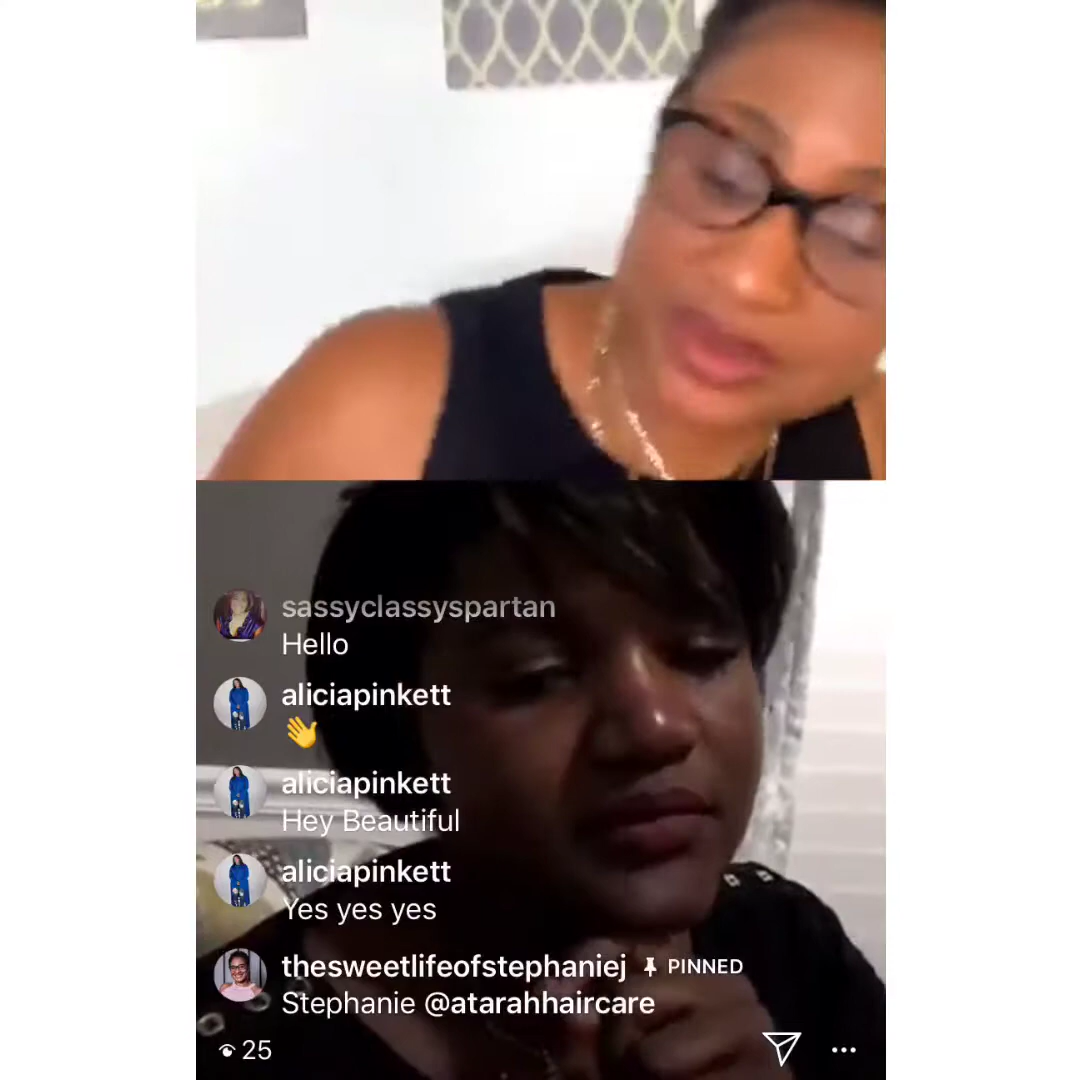 sassyclassyspartan
Hello
aliciapinkett
👋
aliciapinkett
Hey Beautiful
aliciapinkett
Yes yes yes
thesweetlifeofstephaniej PINNED
Stephanie @atarahhaircare
25